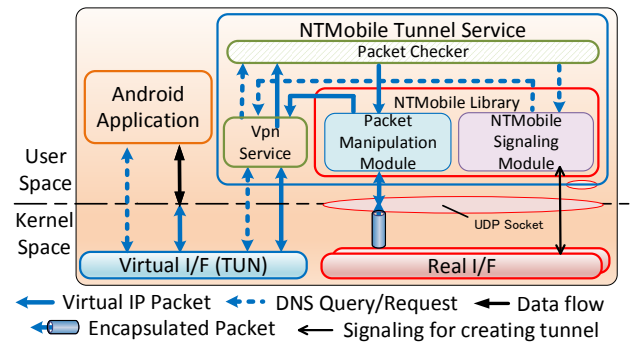 NTMobile Tunnel Service
Packet Checker
Android
Application
NTMobile Library
Vpn
Service
Packet
Manipulation
Module
NTMobile
Signaling
Module
User
Space
Kernel
Space
UDP Socket
Virtual I/F (TUN)
Real I/F
Virtual IP Packet
DNS Query/Request
Data flow
Encapsulated Packet
Signaling for creating tunnel